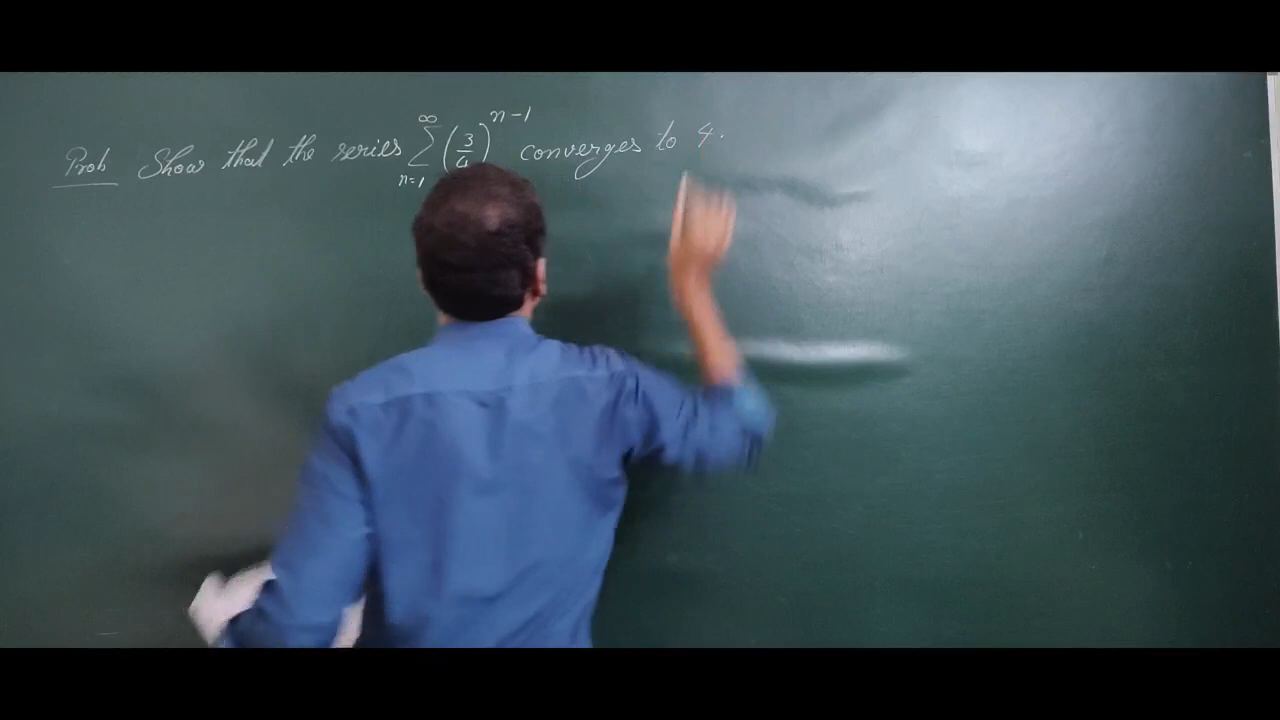 Prob Show that the series ∑_{n=1}^{∞} (3/4)^{n-1} converges to 4.